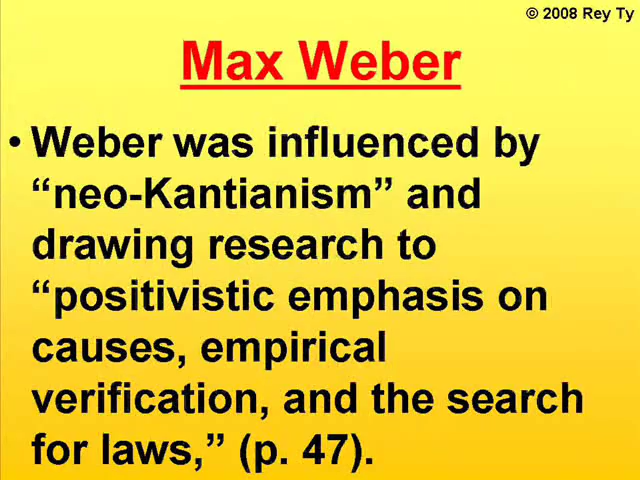 © 2008 Rey Ty
Max Weber
• Weber was influenced by
“neo-Kantianism” and
drawing research to
“positivistic emphasis on
causes, empirical
verification, and the search
for laws,” (p. 47).